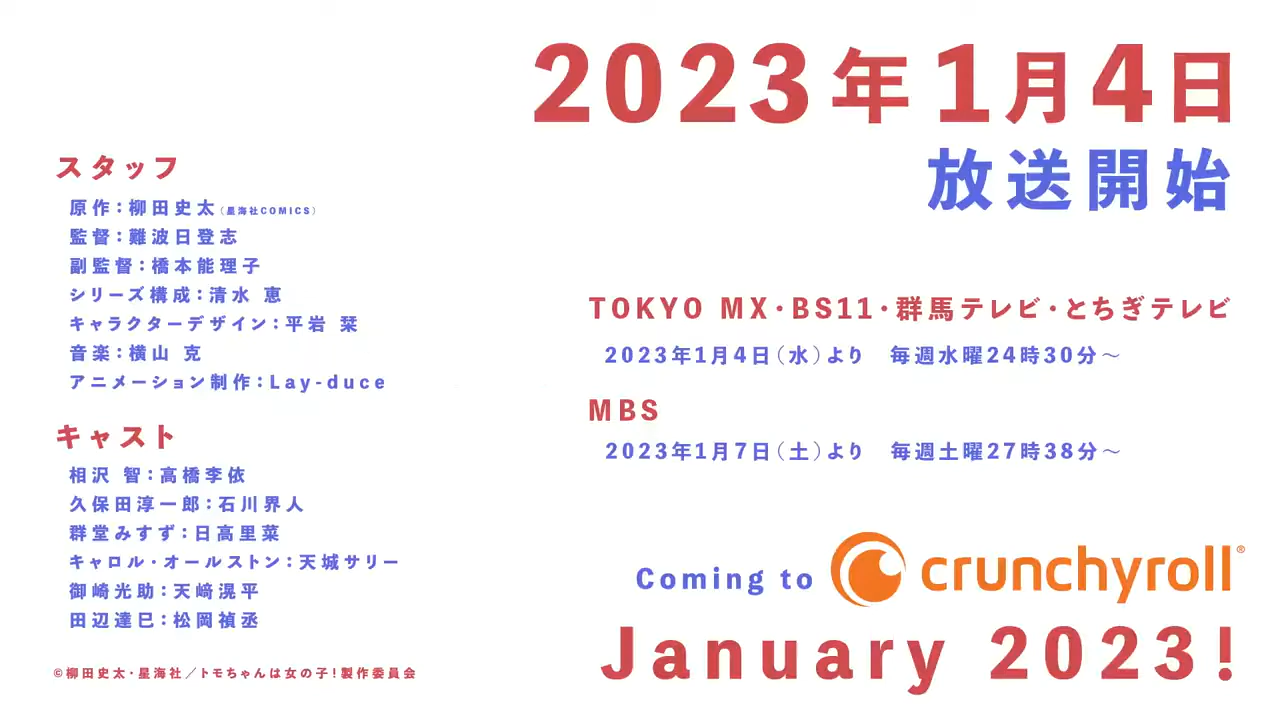 2023年1月4日
放送開始
スタッフ
原作：柳田史太（星海社COMICS）
監督：難波日登志
副監督：橋本能理子
シリーズ構成：清水 恵
キャラクターデザイン：平岩 栞
音楽：横山 克
アニメーション制作：Lay-duce
キャスト
相沢 智：高橋李依
久保田淳一郎：石川界人
群堂みすず：日高里菜
キャロル・オールストン：天城サリー
御崎光助：天﨑滉平
田辺達巳：松岡禎丞
©柳田史太・星海社／トモちゃんは女の子！製作委員会
TOKYO MX・BS11・群馬テレビ・とちぎテレビ
2023年1月4日（水）より 毎週水曜24時30分～
MBS
2023年1月7日（土）より 毎週土曜27時38分～
Coming to crunchyroll®
January 2023!